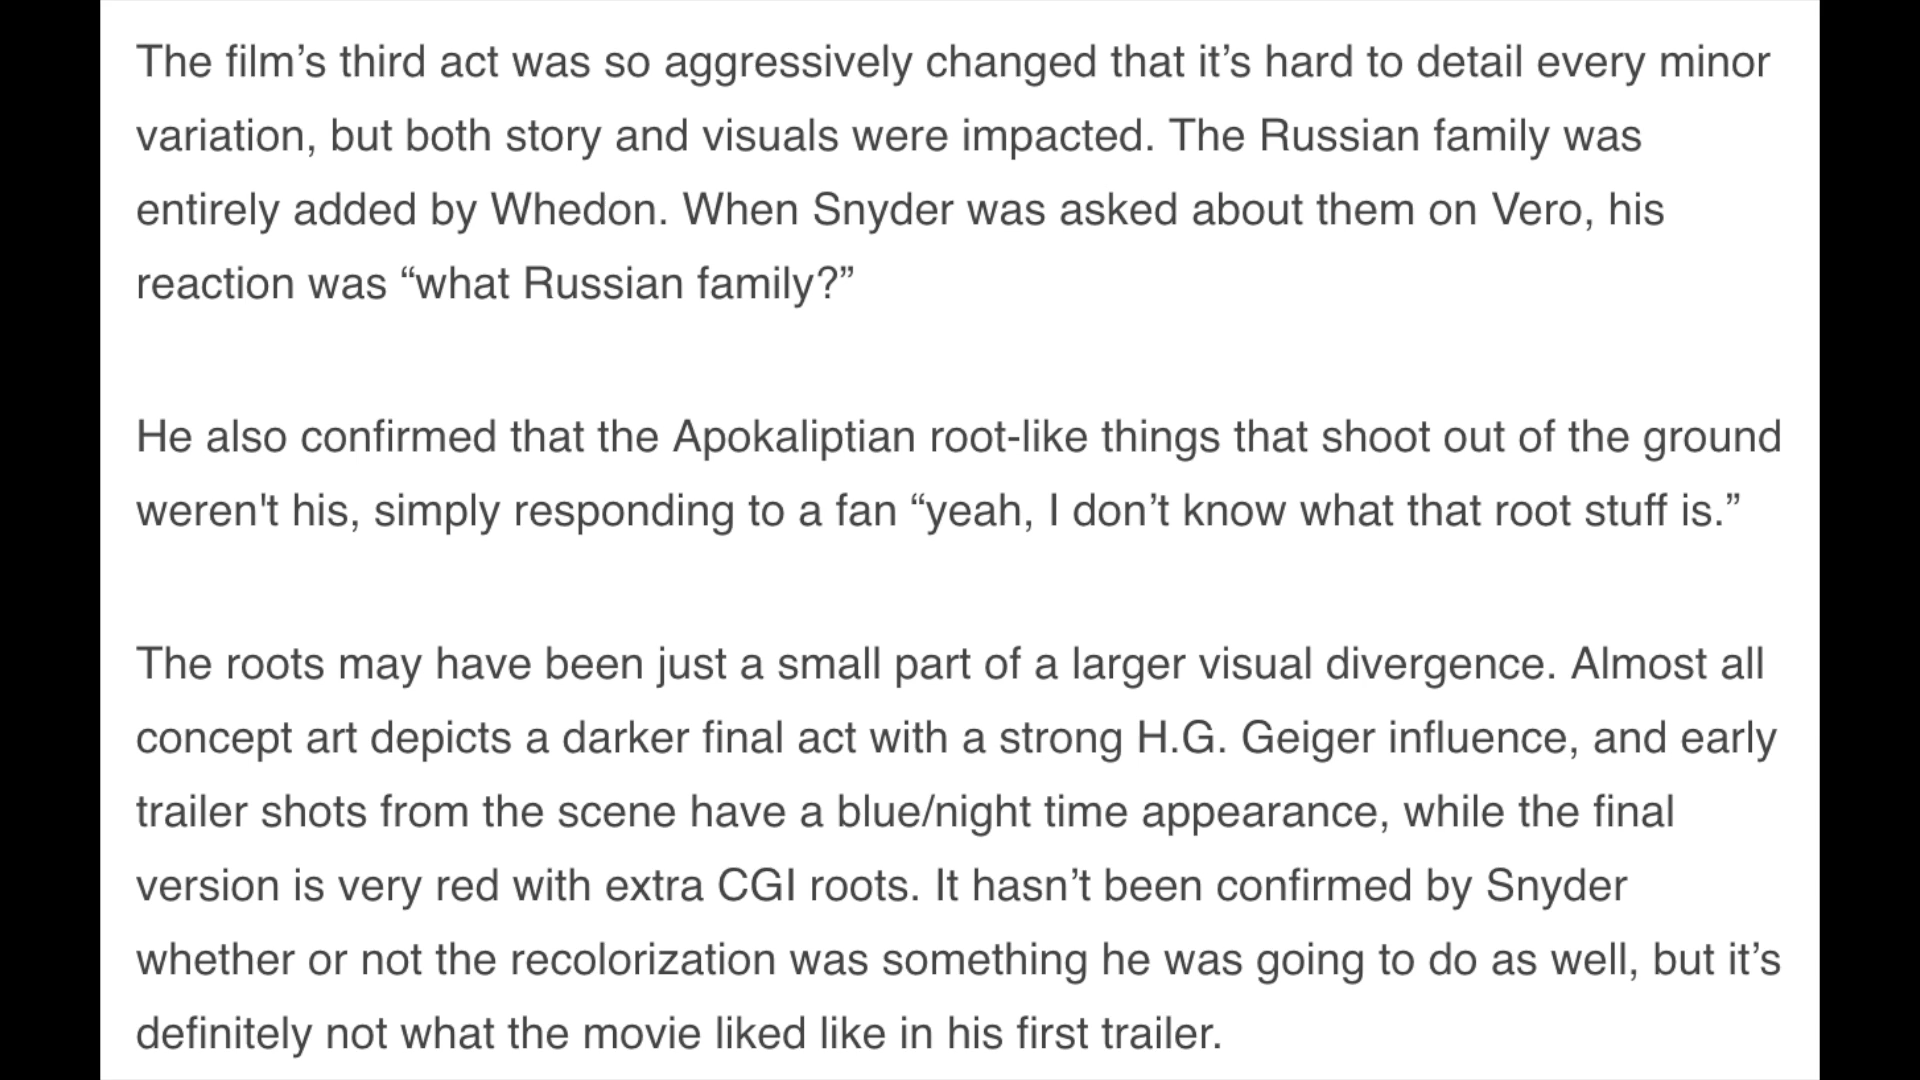 The film’s third act was so aggressively changed that it’s hard to detail every minor
variation, but both story and visuals were impacted. The Russian family was
entirely added by Whedon. When Snyder was asked about them on Vero, his
reaction was “what Russian family?”
He also confirmed that the Apokaliptian root-like things that shoot out of the ground
weren't his, simply responding to a fan “yeah, I don’t know what that root stuff is.”
The roots may have been just a small part of a larger visual divergence. Almost all
concept art depicts a darker final act with a strong H.G. Geiger influence, and early
trailer shots from the scene have a blue/night time appearance, while the final
version is very red with extra CGI roots. It hasn’t been confirmed by Snyder
whether or not the recolorization was something he was going to do as well, but it’s
definitely not what the movie liked like in his first trailer.